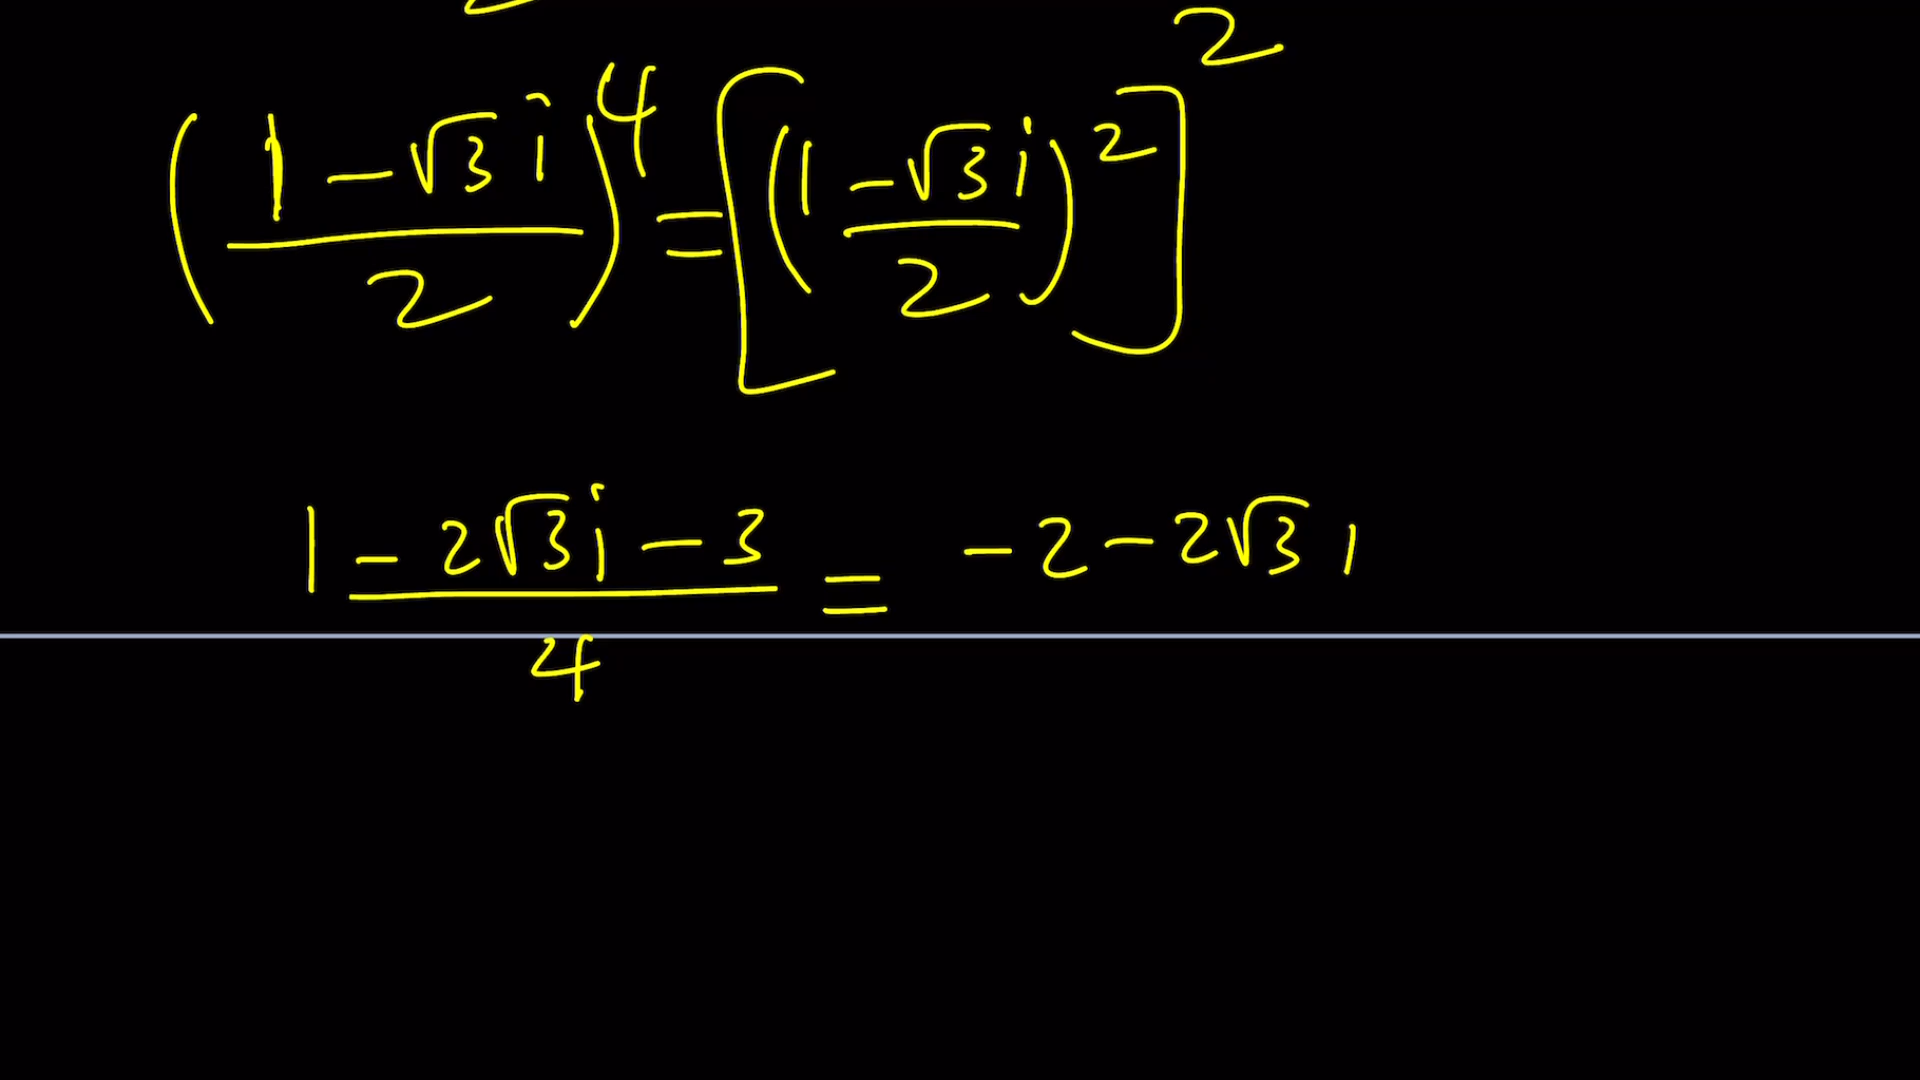 (1 - √3 i / 2)^4 = [(1 - √3 i / 2)^2]^2
1 - 2√3 i - 3 / 4 = -2 - 2√3 i